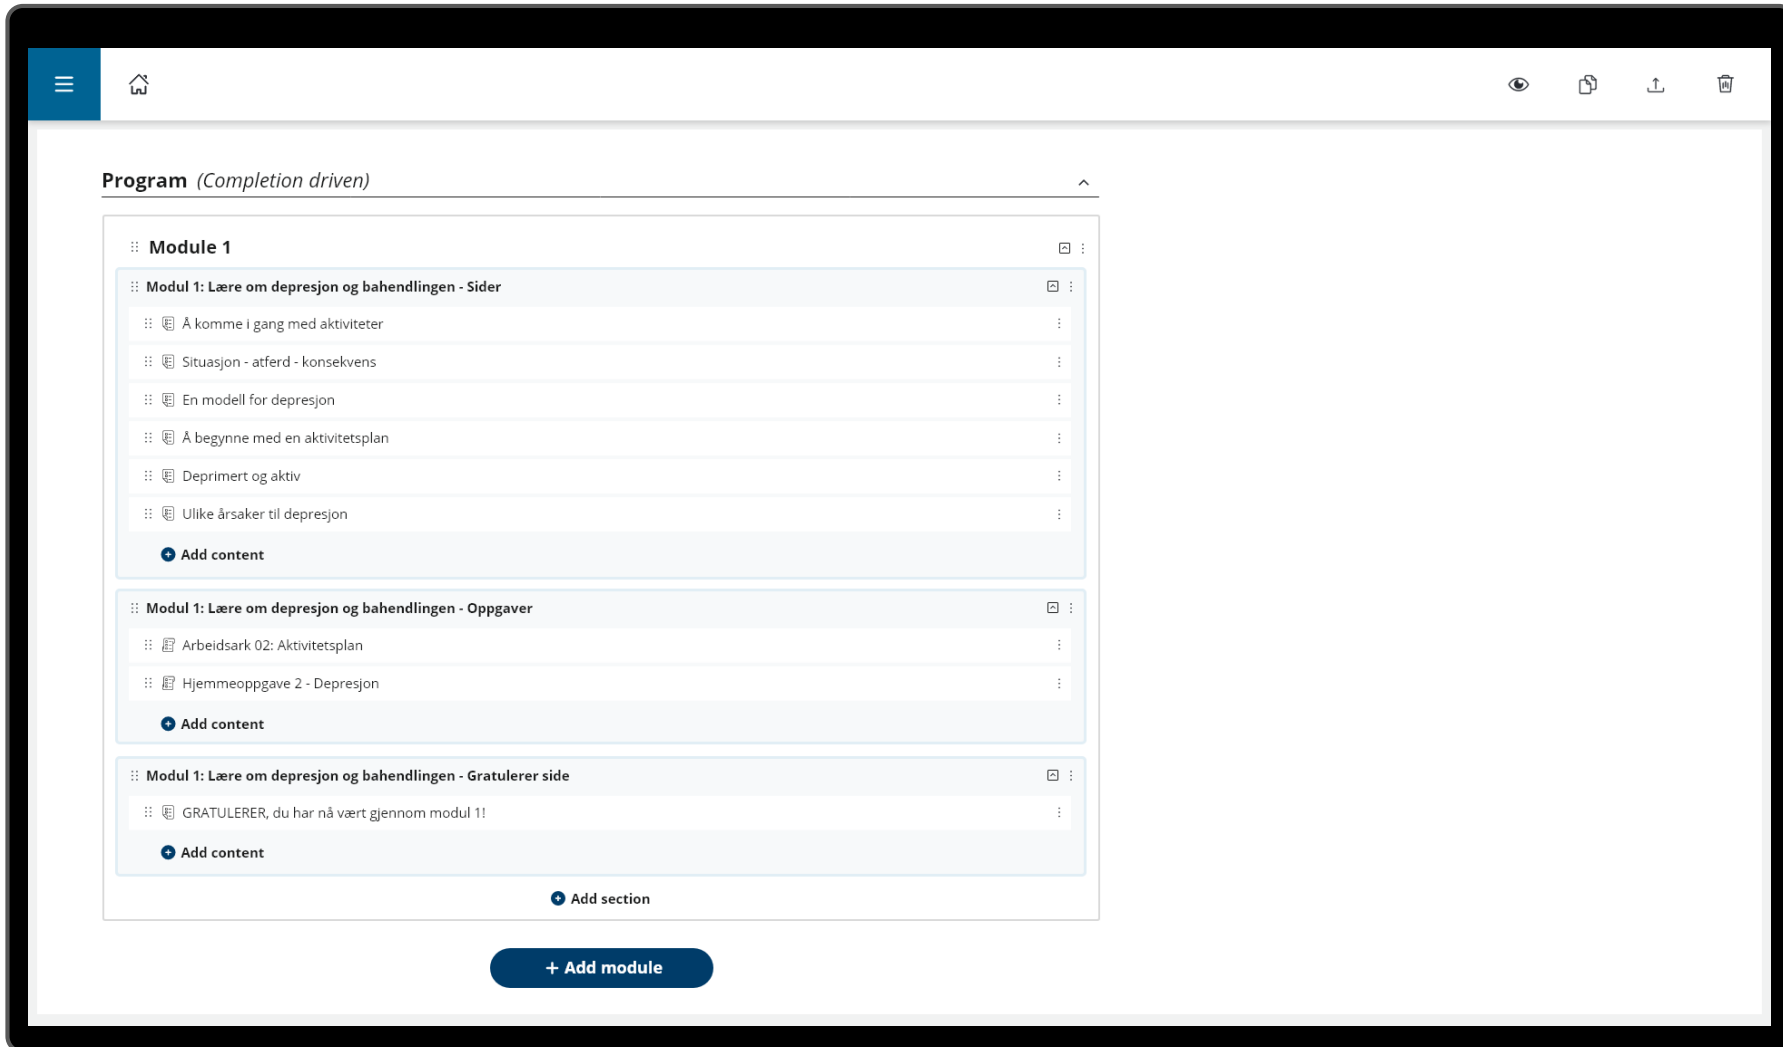 Program (Completion driven)
Module 1
Modul 1: Lære om depresjon og bahendlingen - Sider
Å komme i gang med aktiviteter
Situasjon - atferd - konsekvens
En modell for depresjon
Å begynne med en aktivitetsplan
Deprimert og aktiv
Ulike årsaker til depresjon
Add content
Modul 1: Lære om depresjon og bahendlingen - Oppgaver
Arbeidsark 02: Aktivitetsplan
Hjemmeoppgave 2 - Depresjon
Add content
Modul 1: Lære om depresjon og bahendlingen - Gratulerer side
GRATULERER, du har nå vært gjennom modul 1!
Add content
Add section
+ Add module